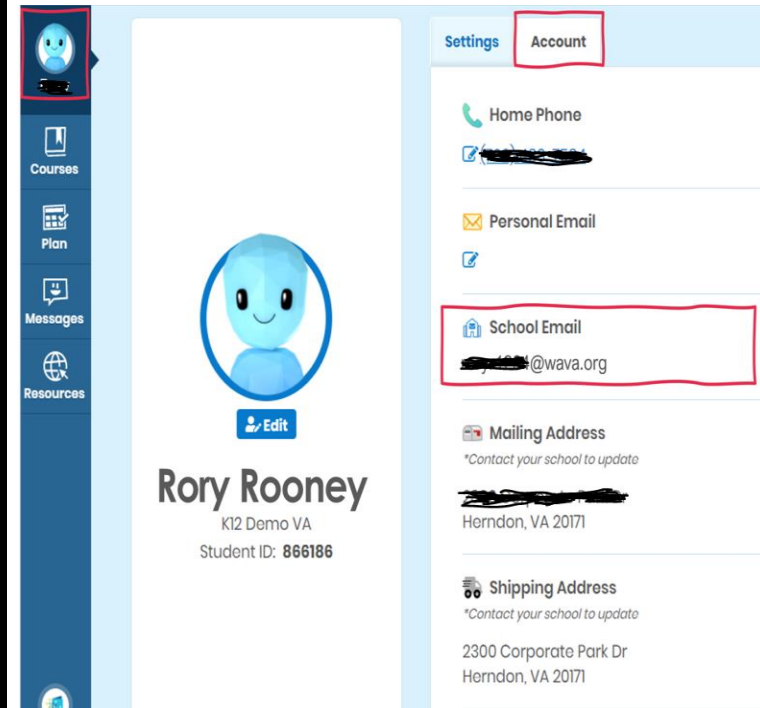 Courses
Plan
Messages
Resources
Edit
Rory Rooney
K12 Demo VA
Student ID: 866186
Settings
Account
Home Phone
Personal Email
School Email
@wava.org
Mailing Address
*Contact your school to update
Herndon, VA 20171
Shipping Address
*Contact your school to update
2300 Corporate Park Dr
Herndon, VA 20171